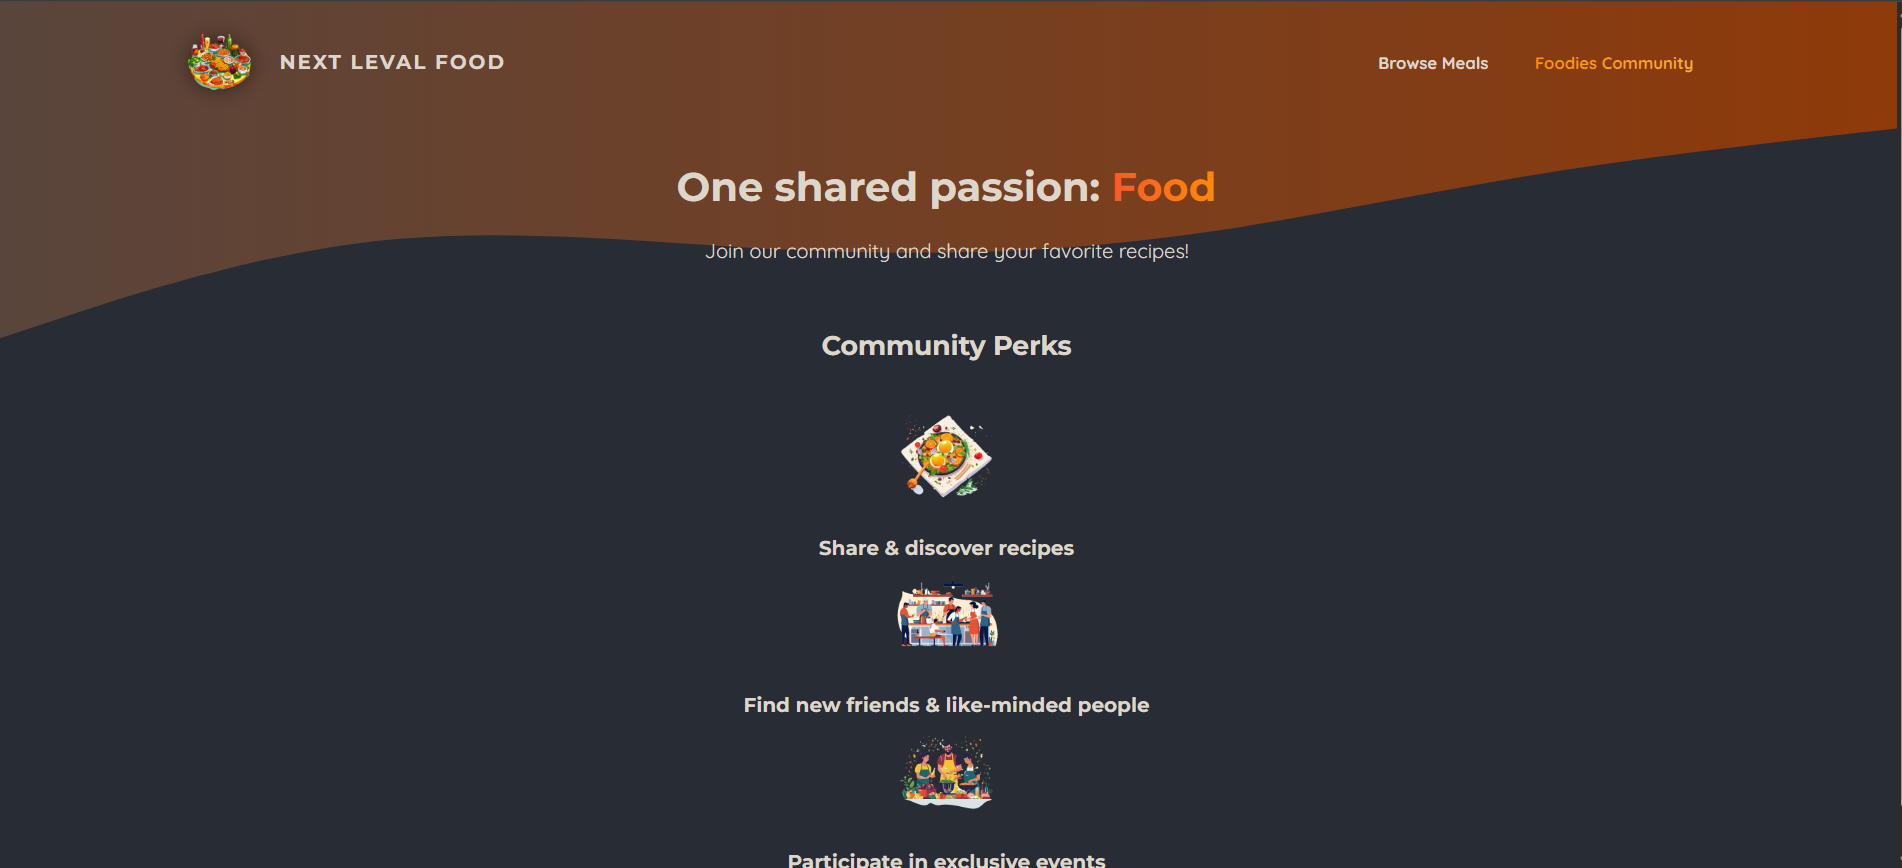 NEXT LEVAL FOOD
Browse Meals
Foodies Community
One shared passion: Food
Join our community and share your favorite recipes!
Community Perks
Share & discover recipes
Find new friends & like-minded people
Participate in exclusive events